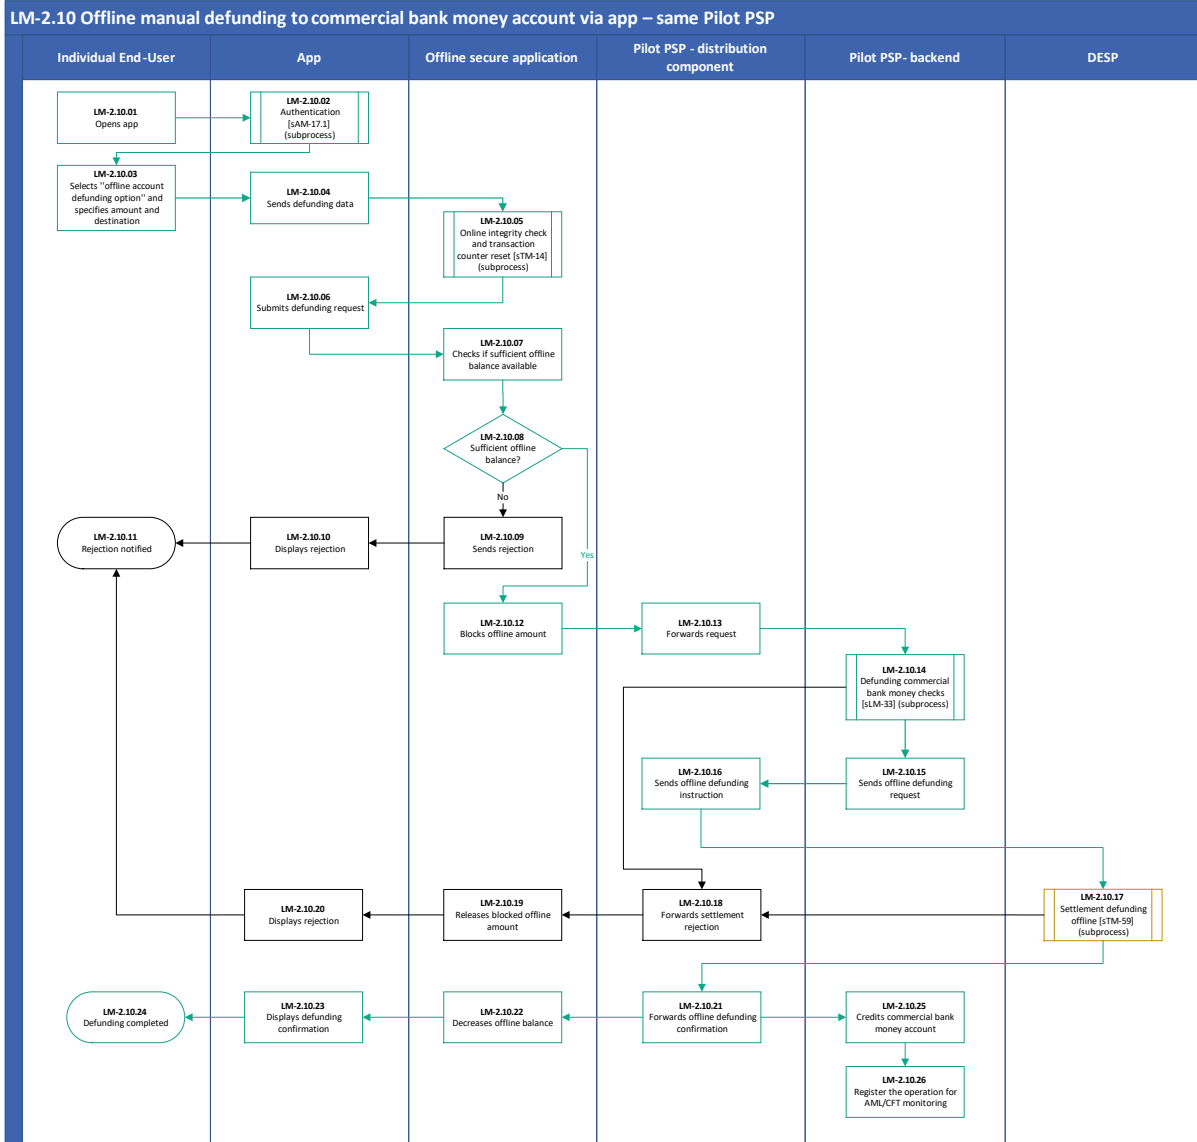 LM-2.10 Offline manual defunding to commercial bank money account via app – same Pilot PSP
Individual End-User
App
Offline secure application
Pilot PSP - distribution
component
Pilot PSP- backend
DESP
LM-2.10.01
Opens app
LM-2.10.02
Authentication
[sAM-17.1]
(subprocess)
LM-2.10.03
Selects "offline account
defunding option" and
specifies amount and
destination
LM-2.10.04
Sends defunding data
LM-2.10.05
Online integrity check
and transaction
counter reset [sTM-14]
(subprocess)
LM-2.10.06
Submits defunding request
LM-2.10.07
Checks if sufficient offline
balance available
LM-2.10.08
Sufficient offline
balance?
No
Yes
LM-2.10.11
Rejection notified
LM-2.10.10
Displays rejection
LM-2.10.09
Sends rejection
LM-2.10.12
Blocks offline amount
LM-2.10.13
Forwards request
LM-2.10.14
Defunding commercial
bank money checks
[sLM-33] (subprocess)
LM-2.10.16
Sends offline defunding
instruction
LM-2.10.15
Sends offline defunding
request
LM-2.10.20
Displays rejection
LM-2.10.19
Releases blocked offline
amount
LM-2.10.18
Forwards settlement
rejection
LM-2.10.17
Settlement defunding
offline [sTM-59]
(subprocess)
LM-2.10.24
Defunding completed
LM-2.10.23
Displays defunding
confirmation
LM-2.10.22
Decreases offline balance
LM-2.10.21
Forwards offline defunding
confirmation
LM-2.10.25
Credits commercial bank
money account
LM-2.10.26
Register the operation for
AML/CFT monitoring